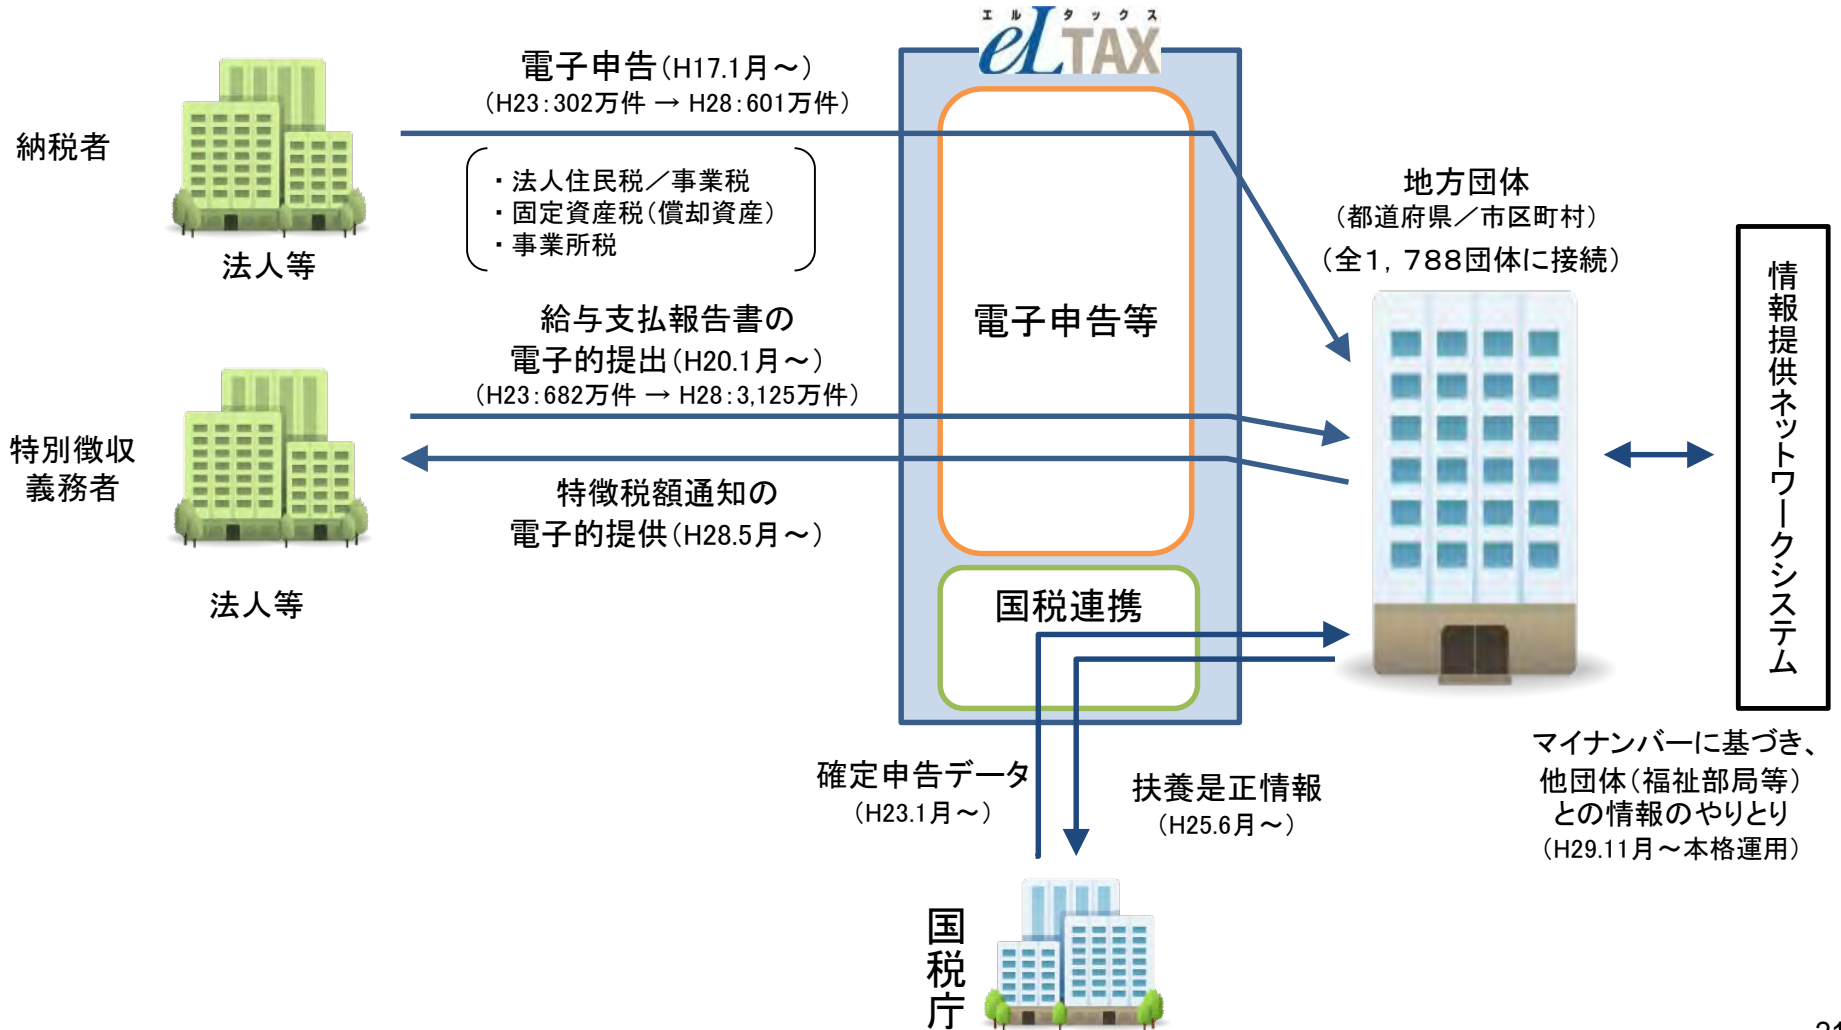 エルタックス
eLTAX
電子申告(H17.1月～)
(H23:302万件 → H28:601万件)
納税者
・法人住民税／事業税
・固定資産税(償却資産)
・事業所税
法人等
地方団体
(都道府県／市区町村)
(全1，788団体に接続)
給与支払報告書の
電子的提出(H20.1月～)
(H23:682万件 → H28:3,125万件)
電子申告等
特別徴収
義務者
特徴税額通知の
電子的提供(H28.5月～)
法人等
情報提供ネットワークシステム
国税連携
確定申告データ
(H23.1月～)
扶養是正情報
(H25.6月～)
マイナンバーに基づき、
他団体(福祉部局等)
との情報のやりとり
(H29.11月～本格運用)
国税庁